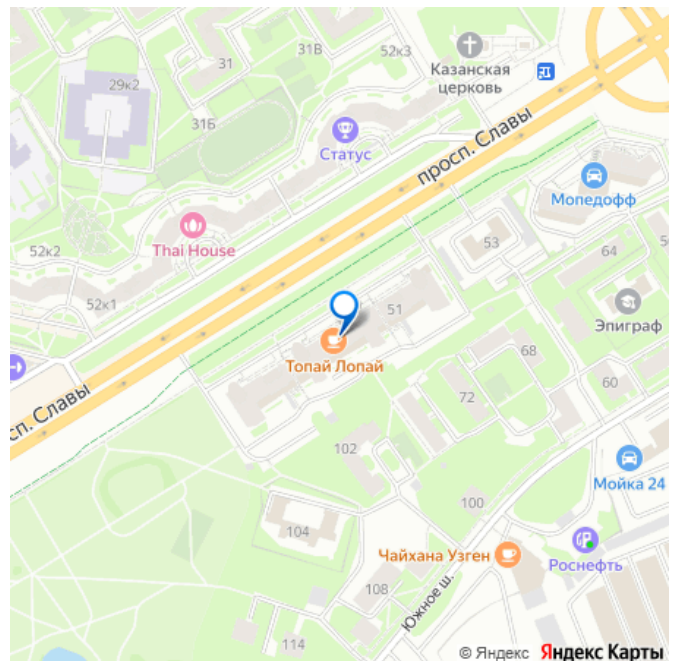 31В
52к3
Казанская
церковь
31
29к2
31Б
Статус
просп. Славы
Мопедофф
Thai House
52к2
53
64
52к1
51
Эпиграф
Топай Лопай
68
60
72
сп. Славы
102
Мойка 24
100
104
Чайхана Узген
Роснефть
108
Южное ш.
114
© Яндекс Яндекс Карты